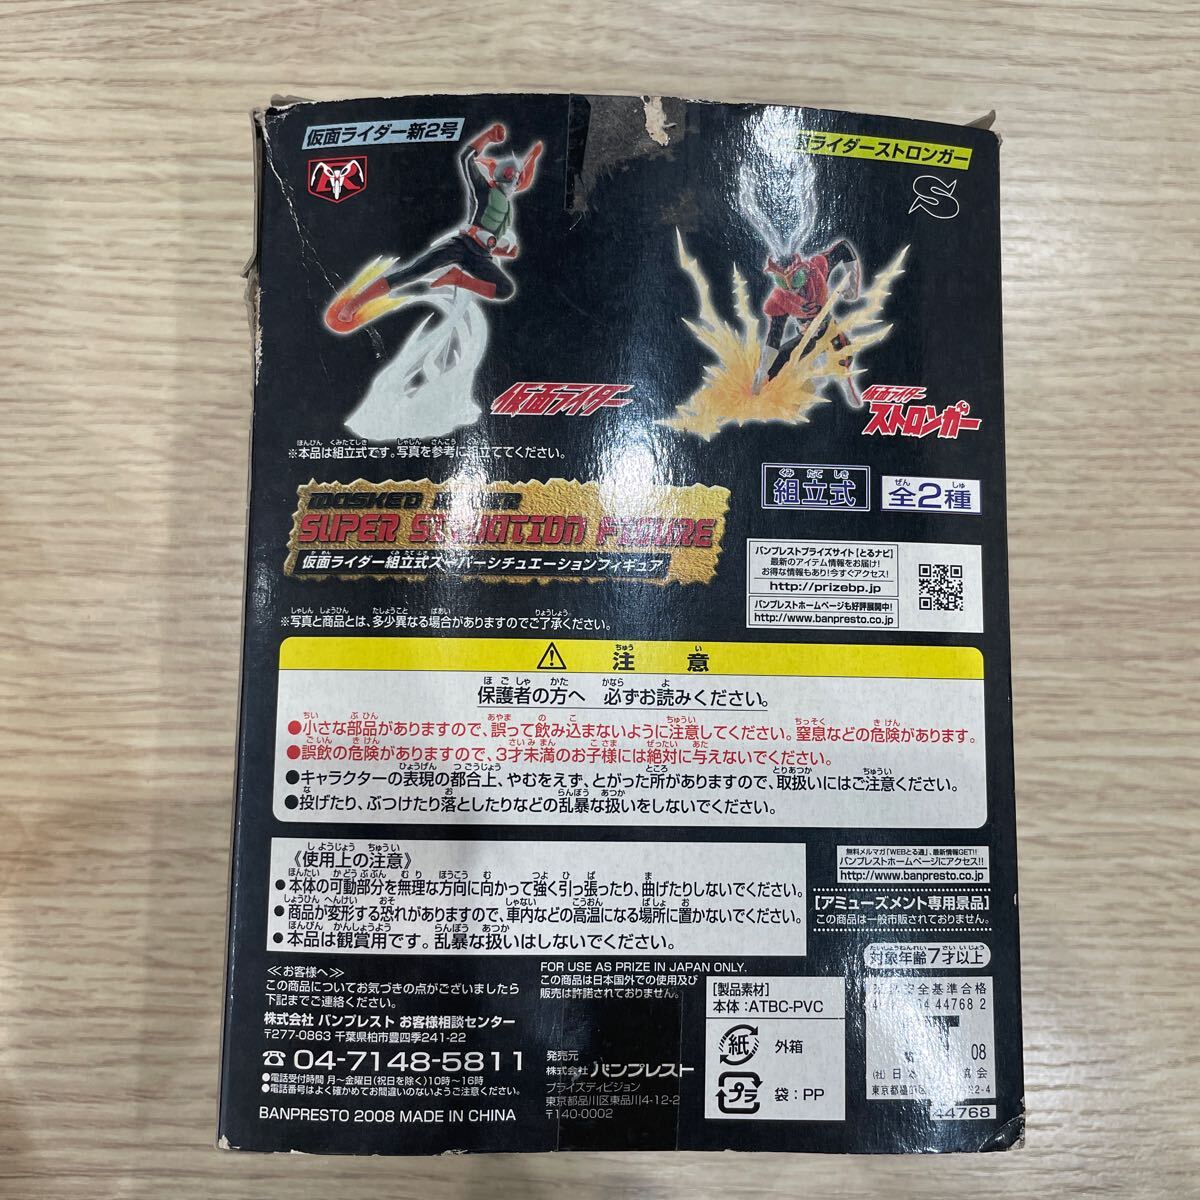 仮面ライダー新2号
ライダーストロンガー
S
仮面ライダー
仮面ライダー
ストロンガー
※本品は組立式です。写真を参考に組立ててください。
組立式
全2種
MASKED RIDER
SUPER SITUATION FIGURE
仮面ライダー組立式スーパーシチュエーションフィギュア
※写真と商品とは、多少異なる場合がありますのでご了承ください。
バンプレストプライズサイト【とるナビ】
最新のアイテム情報をお届け!
お得な情報もあり!今すぐアクセス!
http://prizebp.jp
バンプレストホームページも好評展開中!
http://www.banpresto.co.jp
注意
保護者の方へ 必ずお読みください。
●小さな部品がありますので、誤って飲み込まないように注意してください。窒息などの危険があります。
●誤飲の危険がありますので、3才未満のお子様には絶対に与えないでください。
●キャラクターの表現の都合上、やむをえず、とがった所がありますので、取扱いにはご注意ください。
●投げたり、ぶつけたり落としたりなどの乱暴な扱いをしないでください。
《使用上の注意》
●本体の可動部分を無理な方向に向かって強く引っ張ったり、曲げたりしないでください。
●商品が変形する恐れがありますので、車内などの高温になる場所に置かないでください。
●本品は観賞用です。乱暴な扱いはしないでください。
無料メルマガ「WEBとる通」、最新情報GET!!
バンプレストホームページにアクセス!!
http://www.banpresto.co.jp
【アミューズメント専用景品】
この商品は一般市販されておりません。
対象年齢7才以上
≪お客様へ≫
この商品についてお気づきの点がございましたら
下記までご連絡ください。
株式会社 バンプレスト お客様相談センター
〒277-0863 千葉県柏市豊四季241-22
☎ 04-7148-5811
●電話受付時間 月〜金曜日(祝日を除く)10時〜16時
●電話番号はよく確かめてお間違いのないようご注意ください。
BANPRESTO 2008 MADE IN CHINA
FOR USE AS PRIZE IN JAPAN ONLY.
この商品は日本国外での使用及び
販売は許諾されておりません。
発売元
株式会社 バンプレスト
プライズディビジョン
東京都品川区東品川4-12-2
〒140-0002
[製品素材]
本体:ATBC-PVC
紙
外箱
プラ
袋:PP
安全基準合格
44768 2
08
44768